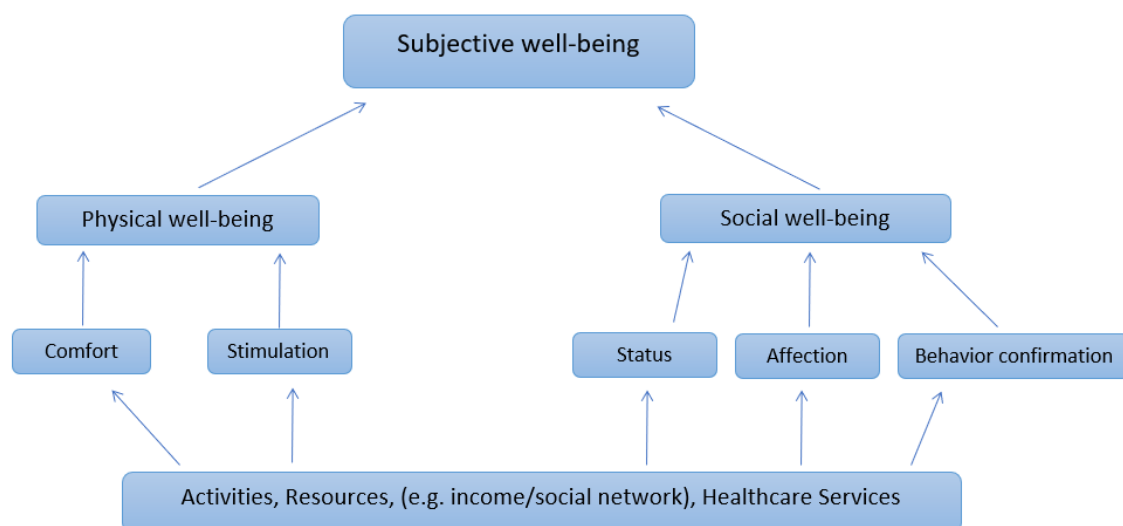 Subjective well-being
Physical well-being
Social well-being
Comfort
Stimulation
Status
Affection
Behavior confirmation
Activities, Resources, (e.g. income/social network), Healthcare Services